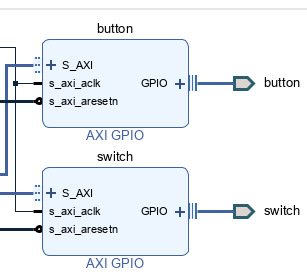 button
S_AXI
s_axi_aclk
GPIO
button
s_axi_aresetn
AXI GPIO
switch
S_AXI
s_axi_aclk
GPIO
switch
s_axi_aresetn
AXI GPIO